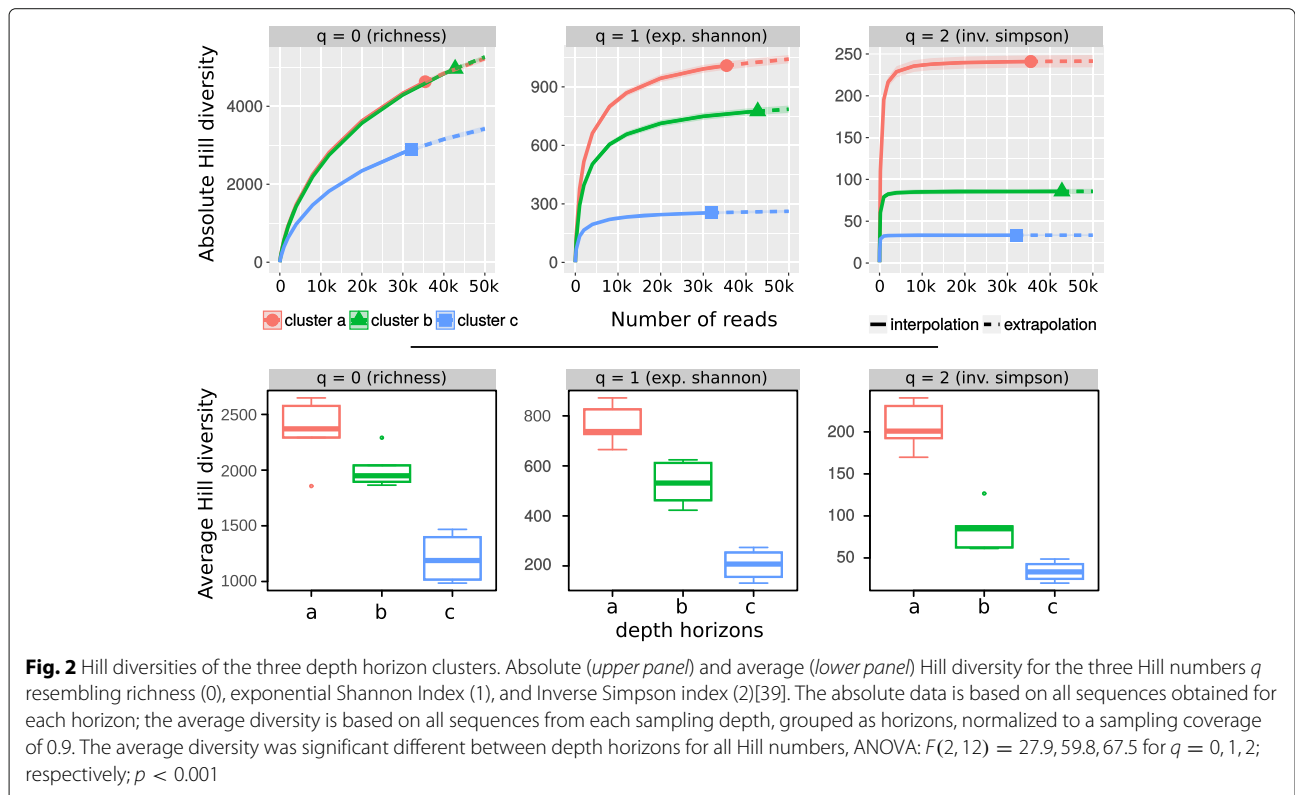 q = 0 (richness)
q = 1 (exp. shannon)
q = 2 (inv. simpson)
Absolute Hill diversity
4000
2000
0
900
600
300
0
250
200
150
100
50
0
0 10k 20k 30k 40k 50k
0 10k 20k 30k 40k 50k
0 10k 20k 30k 40k 50k
cluster a cluster b cluster c
Number of reads
interpolation extrapolation
q = 0 (richness)
q = 1 (exp. shannon)
q = 2 (inv. simpson)
Average Hill diversity
2500
2000
1500
1000
800
600
400
200
200
150
100
50
a b c
a b c
a b c
depth horizons
Fig. 2 Hill diversities of the three depth horizon clusters. Absolute (upper panel) and average (lower panel) Hill diversity for the three Hill numbers q
resembling richness (0), exponential Shannon Index (1), and Inverse Simpson index (2)[39]. The absolute data is based on all sequences obtained for
each horizon; the average diversity is based on all sequences from each sampling depth, grouped as horizons, normalized to a sampling coverage
of 0.9. The average diversity was significant different between depth horizons for all Hill numbers, ANOVA: F(2, 12) = 27.9, 59.8, 67.5 for q = 0, 1, 2;
respectively; p < 0.001